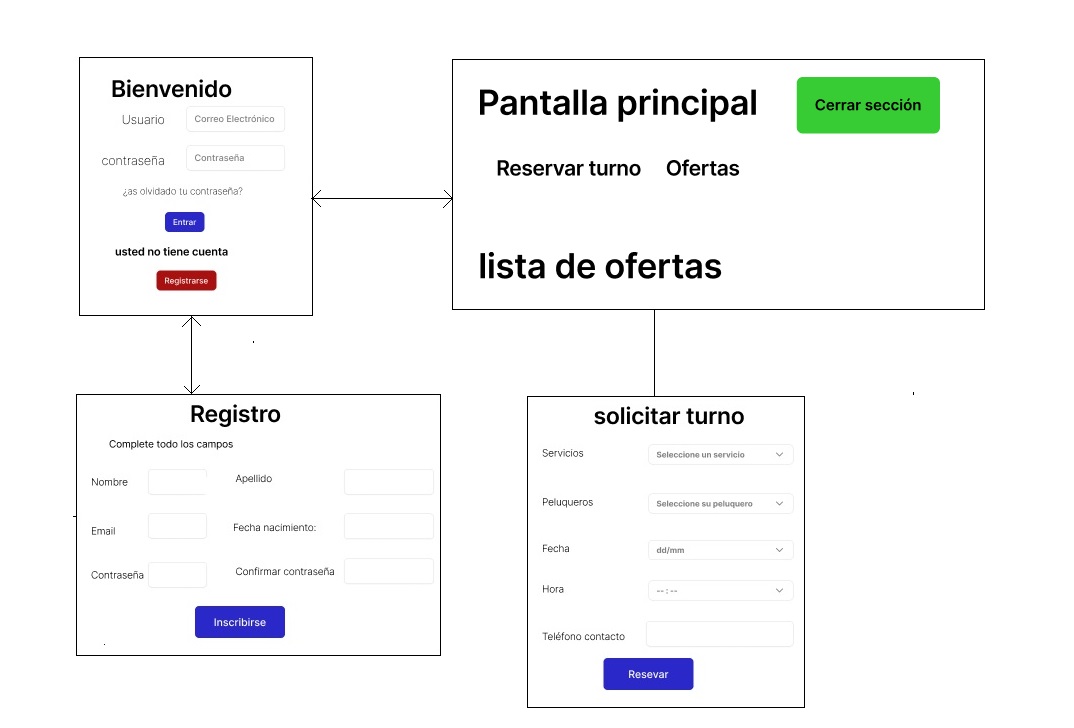 Bienvenido
Usuario
Correo Electrónico
contraseña
Contraseña
¿as olvidado tu contraseña?
Entrar
usted no tiene cuenta
Registrarse
Pantalla principal
Cerrar sección
Reservar turno
Ofertas
lista de ofertas
Registro
Complete todo los campos
Nombre
Apellido
Email
Fecha nacimiento:
Contraseña
Confirmar contraseña
Inscribirse
solicitar turno
Servicios
Seleccione un servicio
Peluqueros
Seleccione su peluquero
Fecha
dd/mm
Hora
-- : --
Teléfono contacto
Resevar